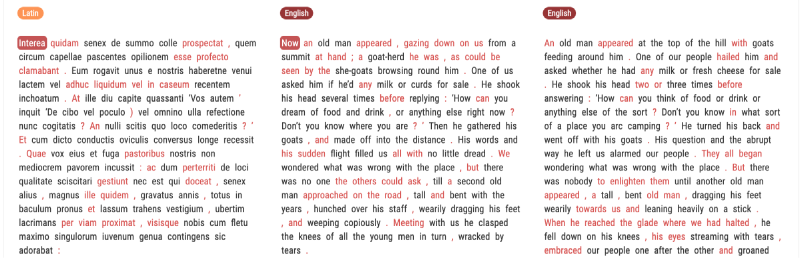 Latin
Interea quidam senex de summo colle prospectat , quem
circum capellae pascentes opilionem esse profecto
clamabant . Eum rogavit unus e nostris haberetne venui
lactem vel adhuc liquidum vel in caseum recentem
inchoatum . At ille diu capite quassanti 'Vos autem '
inquit 'De cibo vel poculo ) vel omnino ulla refectione
nunc cogitatis ? An nulli scitis quo loco comederitis ? '
Et cum dicto conductis oviculis conversus longe recessit
. Quae vox eius et fuga pastoribus nostris non
mediocrem pavorem incussit : ac dum perterriti de loci
qualitate sciscitari gestiunt nec est qui doceat , senex
alius , magnus ille quidem , gravatus annis , totus in
baculum pronus et lassum trahens vestigium , ubertim
lacrimans per viam proximat , visisque nobis cum fletu
maximo singulorum iuvenum genua contingens sic
adorabat :
English
Now an old man appeared , gazing down on us from a
summit at hand ; a goat-herd he was , as could be
seen by the she-goats browsing round him . One of us
asked him if he'd any milk or curds for sale . He shook
his head several times before replying : 'How can you
dream of food and drink , or anything else right now ?
Don't you know where you are ? ' Then he gathered his
goats , and made off into the distance . His words and
his sudden flight filled us all with no little dread . We
wondered what was wrong with the place , but there
was no one the others could ask , till a second old
man approached on the road , tall and bent with the
years , hunched over his staff , wearily dragging his feet
, and weeping copiously . Meeting with us he clasped
the knees of all the young men in turn , wracked by
tears .
English
An old man appeared at the top of the hill with goats
feeding around him . One of our people hailed him and
asked whether he had any milk or fresh cheese for sale
. He shook his head two or three times before
answering : 'How can you think of food or drink or
anything else of the sort ? Don't you know in what sort
of a place you arc camping ? ' He turned his back and
went off with his goats . His question and the abrupt
way he left us alarmed our people . They all began
wondering what was wrong with the place . But there
was nobody to enlighten them until another old man
appeared , a tall , bent old man , dragging his feet
wearily towards us and leaning heavily on a stick .
When he reached the glade where we had halted , he
fell down on his knees , his eyes streaming with tears ,
embraced our people one after the other and groaned